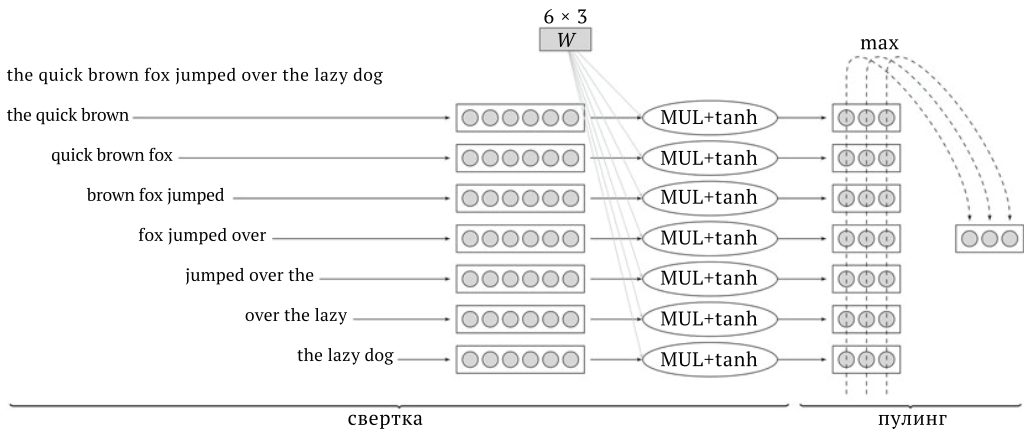 6 × 3
W
max
the quick brown fox jumped over the lazy dog
the quick brown
MUL+tanh
quick brown fox
MUL+tanh
brown fox jumped
MUL+tanh
fox jumped over
MUL+tanh
jumped over the
MUL+tanh
over the lazy
MUL+tanh
the lazy dog
MUL+tanh
свертка
пулинг